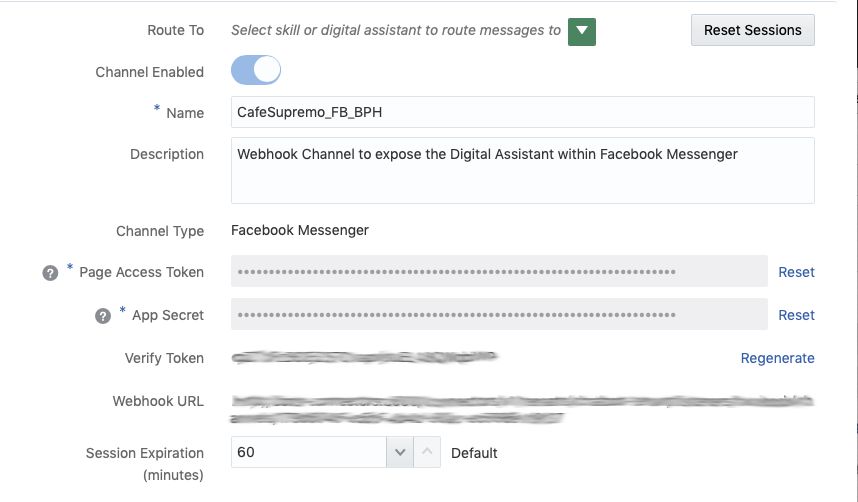 Route To Select skill or digital assistant to route messages to Reset Sessions
Channel Enabled
* Name CafeSupremo_FB_BPH
Description Webhook Channel to expose the Digital Assistant within Facebook Messenger
Channel Type Facebook Messenger
? * Page Access Token •••••••••••••••••••••••••••••••••••••••••••••••••••••••••••••••••••••• Reset
? * App Secret •••••••••••••••••••••••••••••••••••••••••••••••••••••••••••••••••••••• Reset
Verify Token Regenerate
Webhook URL
Session Expiration 60 Default
(minutes)